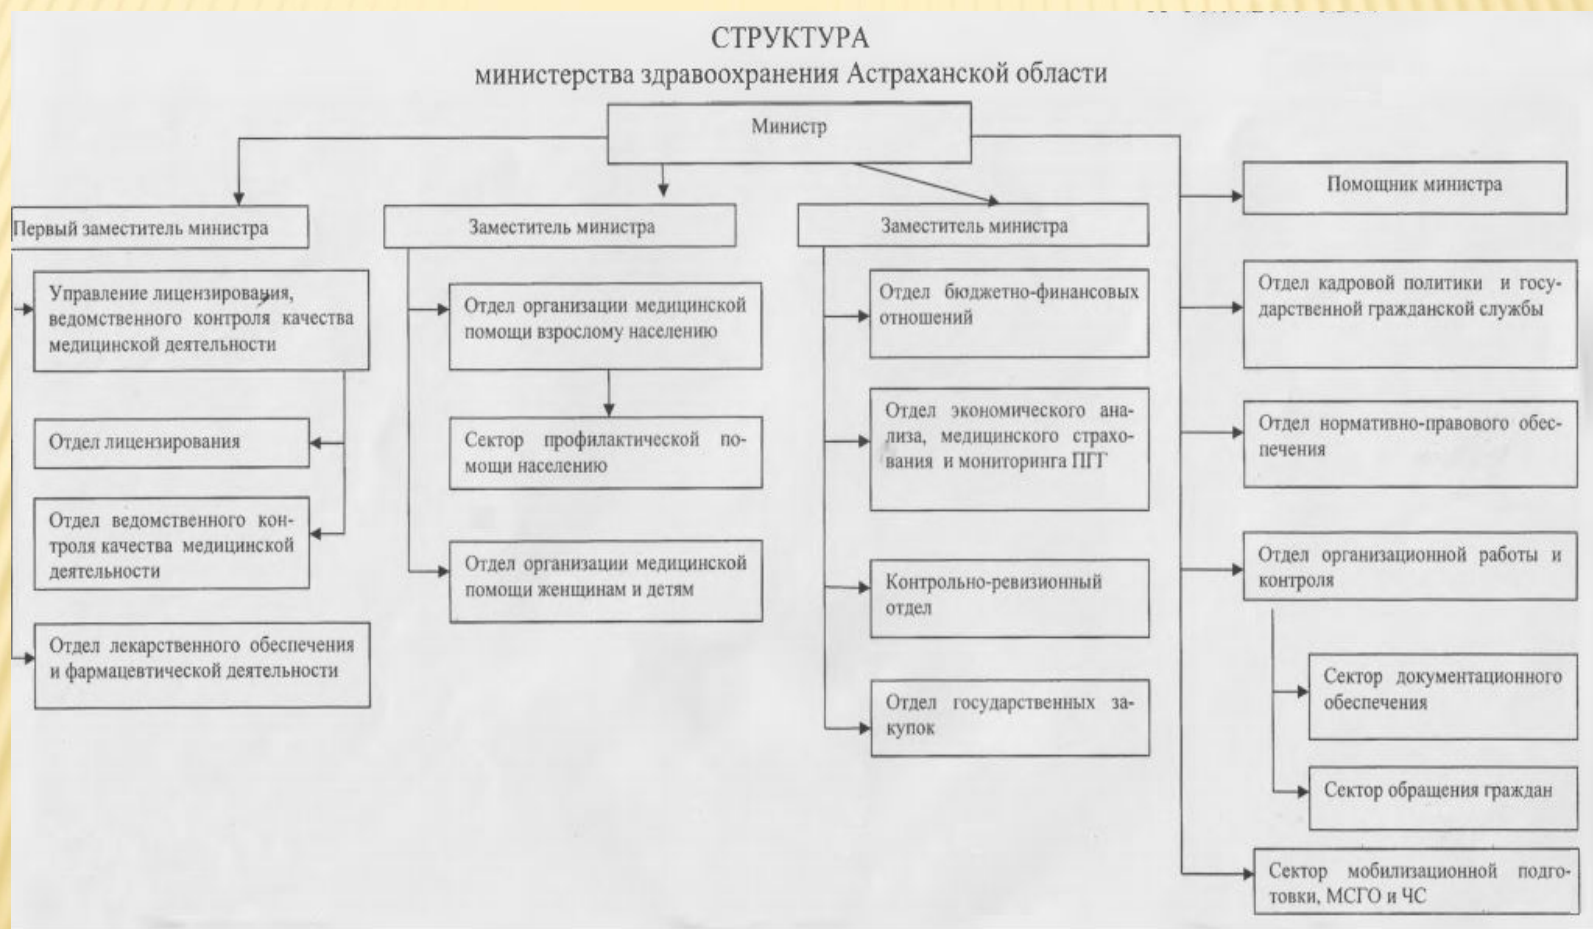 СТРУКТУРА
министерства здравоохранения Астраханской области
Министр
Помощник министра
Первый заместитель министра
Заместитель министра
Заместитель министра
Управление лицензирования,
ведомственного контроля качества
медицинской деятельности
Отдел лицензирования
Отдел ведомственного кон-
троля качества медицинской
деятельности
Отдел лекарственного обеспечения
и фармацевтической деятельности
Отдел организации медицинской
помощи взрослому населению
Сектор профилактической по-
мощи населению
Отдел организации медицинской
помощи женщинам и детям
Отдел бюджетно-финансовых
отношений
Отдел экономического ана-
лиза, медицинского страхо-
вания и мониторинга ПГГ
Контрольно-ревизионный
отдел
Отдел государственных за-
купок
Отдел кадровой политики и госу-
дарственной гражданской службы
Отдел нормативно-правового обес-
печения
Отдел организационной работы и
контроля
Сектор документационного
обеспечения
Сектор обращения граждан
Сектор мобилизационной подго-
товки, МСГО и ЧС